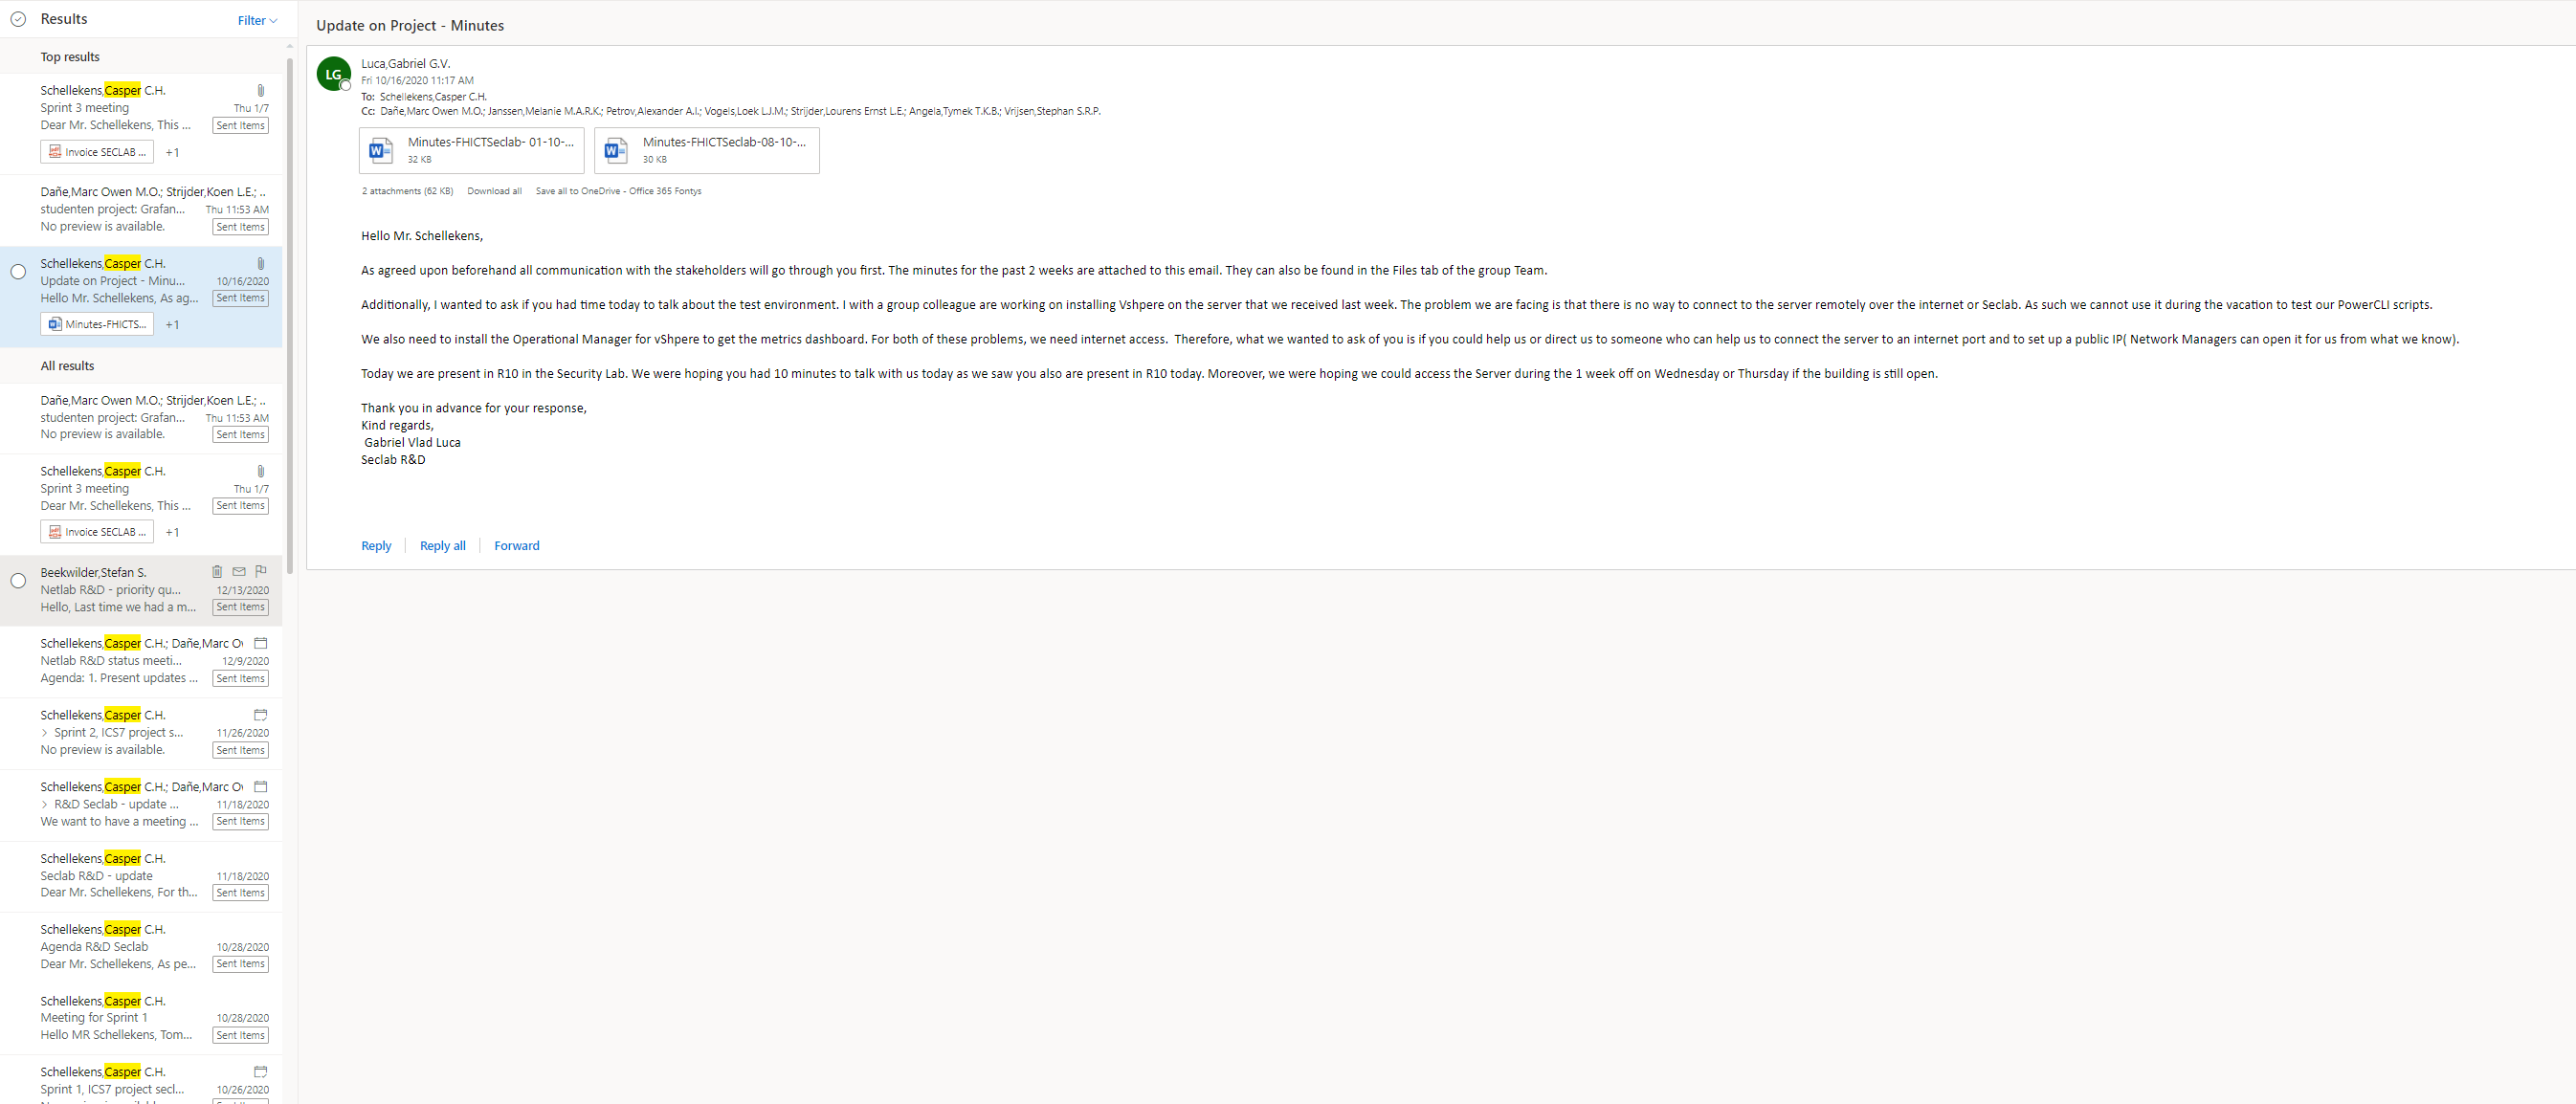 Results
Filter
Top results
Schellekens,Casper C.H.
Sprint 3 meeting Thu 1/7
Dear Mr. Schellekens, This ... Sent Items
Invoice SECLAB ... +1
Dañe,Marc Owen M.O.; Strijder,Koen L.E.; ..
studenten project: Grafan... Thu 11:53 AM
No preview is available. Sent Items
Schellekens,Casper C.H.
Update on Project - Minu... 10/16/2020
Hello Mr. Schellekens, As ag... Sent Items
Minutes-FHICTS... +1
All results
Dañe,Marc Owen M.O.; Strijder,Koen L.E.; ..
studenten project: Grafan... Thu 11:53 AM
No preview is available. Sent Items
Schellekens,Casper C.H.
Sprint 3 meeting Thu 1/7
Dear Mr. Schellekens, This ... Sent Items
Invoice SECLAB ... +1
Beekwilder,Stefan S.
Netlab R&D - priority qu... 12/13/2020
Hello, Last time we had a m... Sent Items
Schellekens,Casper C.H.; Dañe,Marc O
Netlab R&D status meeti... 12/9/2020
Agenda: 1. Present updates ... Sent Items
Schellekens,Casper C.H.
Sprint 2, ICS7 project s... 11/26/2020
No preview is available. Sent Items
Schellekens,Casper C.H.; Dañe,Marc O
R&D Seclab - update ... 11/18/2020
We want to have a meeting ... Sent Items
Schellekens,Casper C.H.
Seclab R&D - update 11/18/2020
Dear Mr. Schellekens, For th... Sent Items
Schellekens,Casper C.H.
Agenda R&D Seclab 10/28/2020
Dear Mr. Schellekens, As pe... Sent Items
Schellekens,Casper C.H.
Meeting for Sprint 1 10/28/2020
Hello MR Schellekens, Tom... Sent Items
Schellekens,Casper C.H.
Sprint 1, ICS7 project secl... 10/26/2020
Update on Project - Minutes
LG
Luca,Gabriel G.V.
Fri 10/16/2020 11:17 AM
To: Schellekens,Casper C.H.
Cc: Dañe,Marc Owen M.O.; Janssen,Melanie M.A.R.K.; Petrov,Alexander A.I.; Vogels,Loek L.J.M.; Strijder,Lourens Ernst L.E.; Angela,Tymek T.K.B.; Vrijsen,Stephan S.R.P.
Minutes-FHICTSeclab- 01-10-...
32 KB
Minutes-FHICTSeclab-08-10-...
30 KB
2 attachments (62 KB) Download all Save all to OneDrive - Office 365 Fontys
Hello Mr. Schellekens,
As agreed upon beforehand all communication with the stakeholders will go through you first. The minutes for the past 2 weeks are attached to this email. They can also be found in the Files tab of the group Team.
Additionally, I wanted to ask if you had time today to talk about the test environment. I with a group colleague are working on installing Vshpere on the server that we received last week. The problem we are facing is that there is no way to connect to the server remotely over the internet or Seclab. As such we cannot use it during the vacation to test our PowerCLI scripts.
We also need to install the Operational Manager for vShpere to get the metrics dashboard. For both of these problems, we need internet access. Therefore, what we wanted to ask of you is if you could help us or direct us to someone who can help us to connect the server to an internet port and to set up a public IP( Network Managers can open it for us from what we know).
Today we are present in R10 in the Security Lab. We were hoping you had 10 minutes to talk with us today as we saw you also are present in R10 today. Moreover, we were hoping we could access the Server during the 1 week off on Wednesday or Thursday if the building is still open.
Thank you in advance for your response,
Kind regards,
Gabriel Vlad Luca
Seclab R&D
Reply Reply all Forward